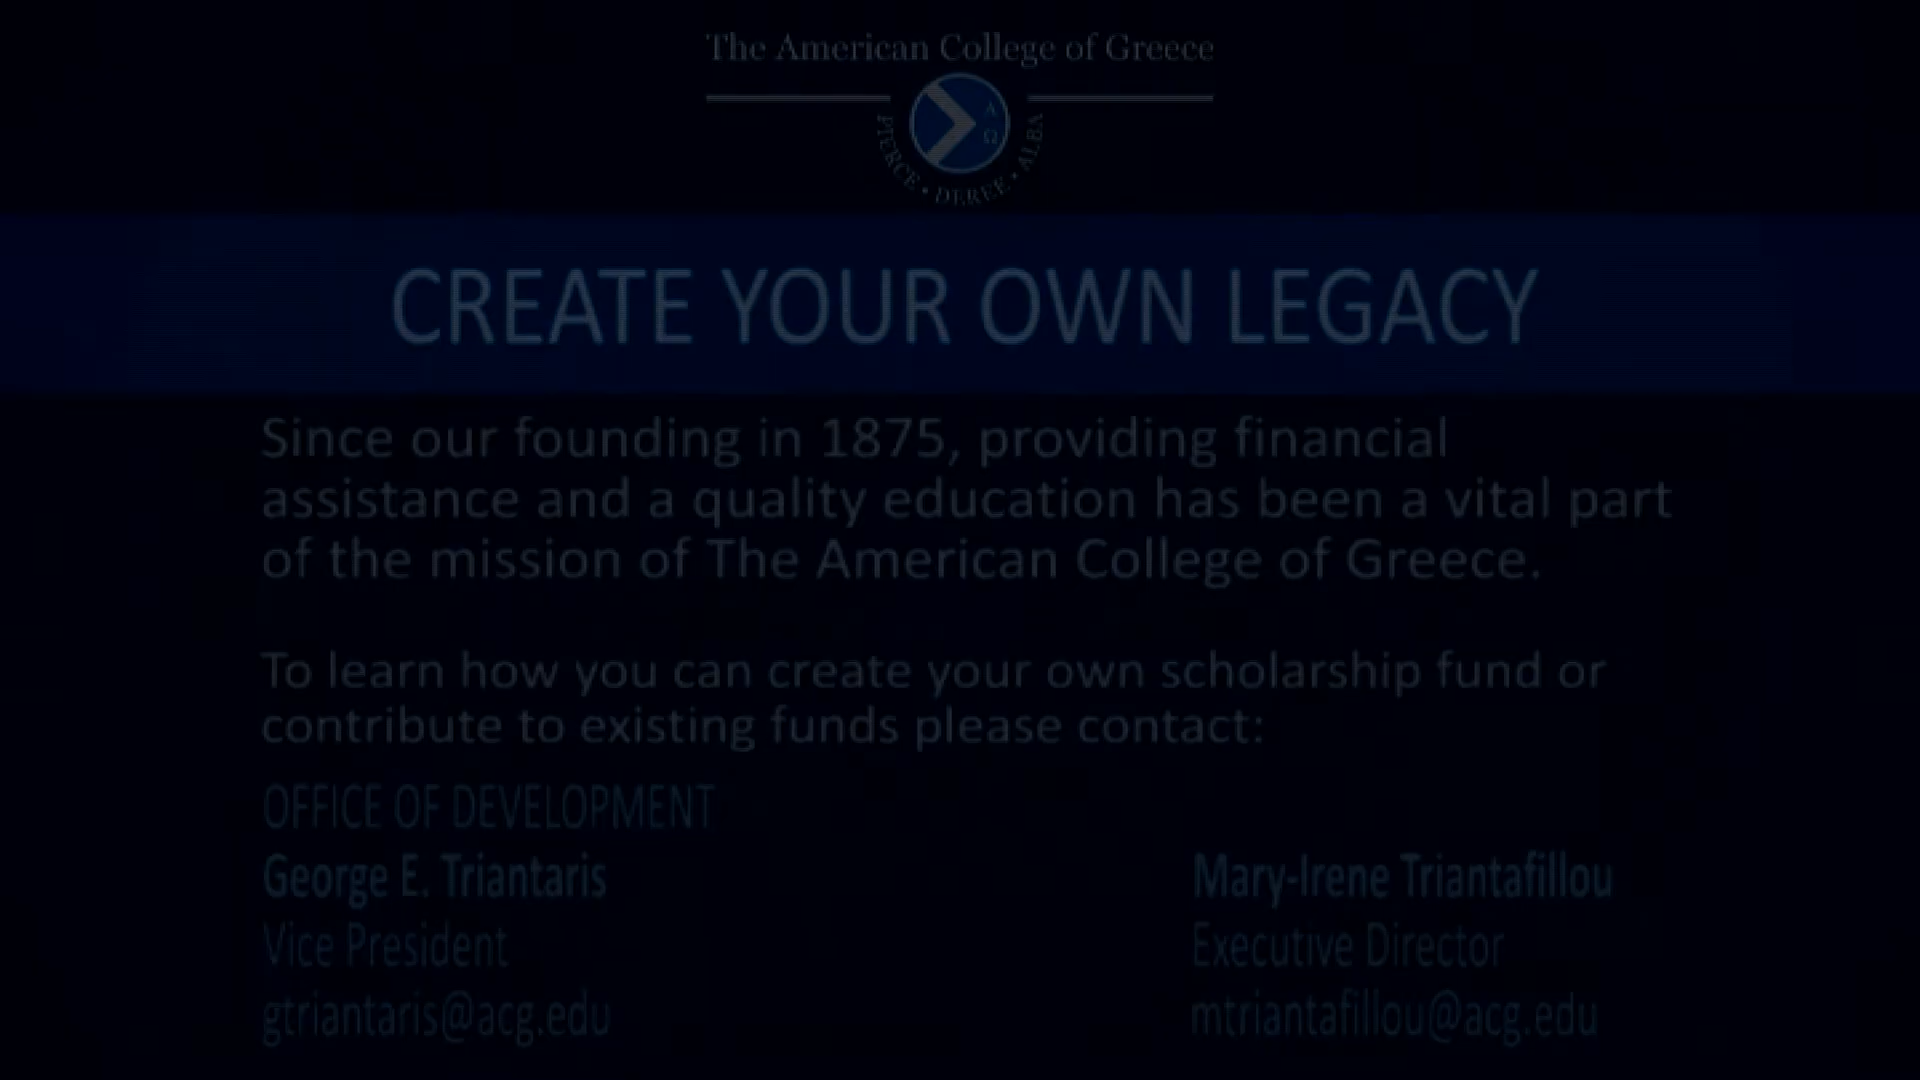 The American College of Greece
Α
Ω
PIERCE • DEREE • ALBA
CREATE YOUR OWN LEGACY
Since our founding in 1875, providing financial
assistance and a quality education has been a vital part
of the mission of The American College of Greece.
To learn how you can create your own scholarship fund or
contribute to existing funds please contact:
OFFICE OF DEVELOPMENT
George E. Triantaris
Vice President
gtriantaris@acg.edu
Mary-Irene Triantafillou
Executive Director
mtriantafillou@acg.edu